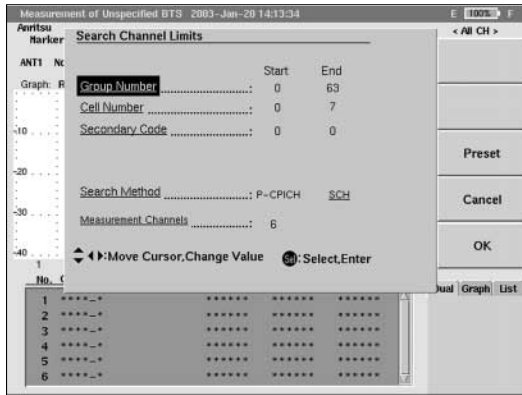 Measurement of Unspecified BTS 2003-Jan-20 14:13:34 E 100% F
Anritsu
Marker
< All CH >
Search Channel Limits
ANT1
Graph: R
Start End
Group Number : 0 63
Cell Number : 0 7
Secondary Code : 0 0
-10
-20
-30
-40
Preset
Search Method : P-CPICH SCH
Cancel
Measurement Channels : 6
OK
:Move Cursor,Change Value Sel:Select,Enter
1
No.
Dual Graph List
1 ****-* ****** ****** ******
2 ****-* ****** ****** ******
3 ****-* ****** ****** ******
4 ****-* ****** ****** ******
5 ****-* ****** ****** ******
6 ****-* ****** ****** ******